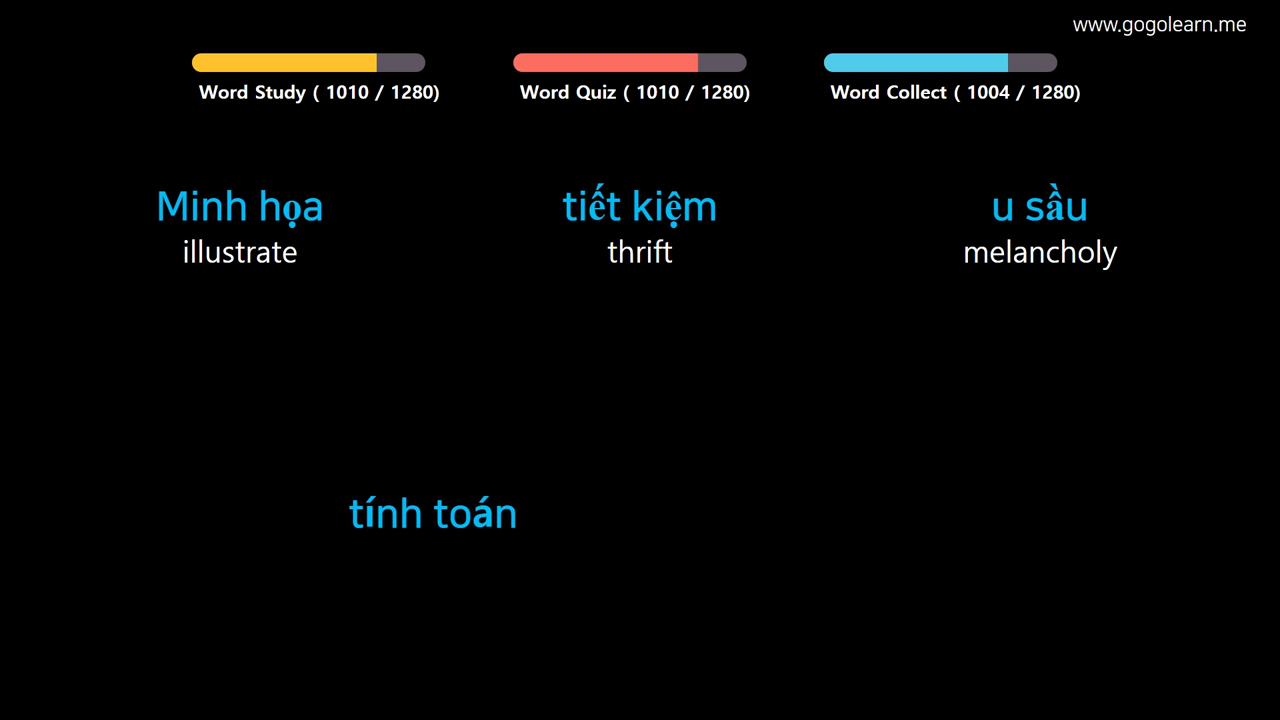 www.gogolearn.me
Word Study ( 1010 / 1280)
Word Quiz ( 1010 / 1280)
Word Collect ( 1004 / 1280)
Minh họa
illustrate
tiết kiệm
thrift
u sầu
melancholy
tính toán